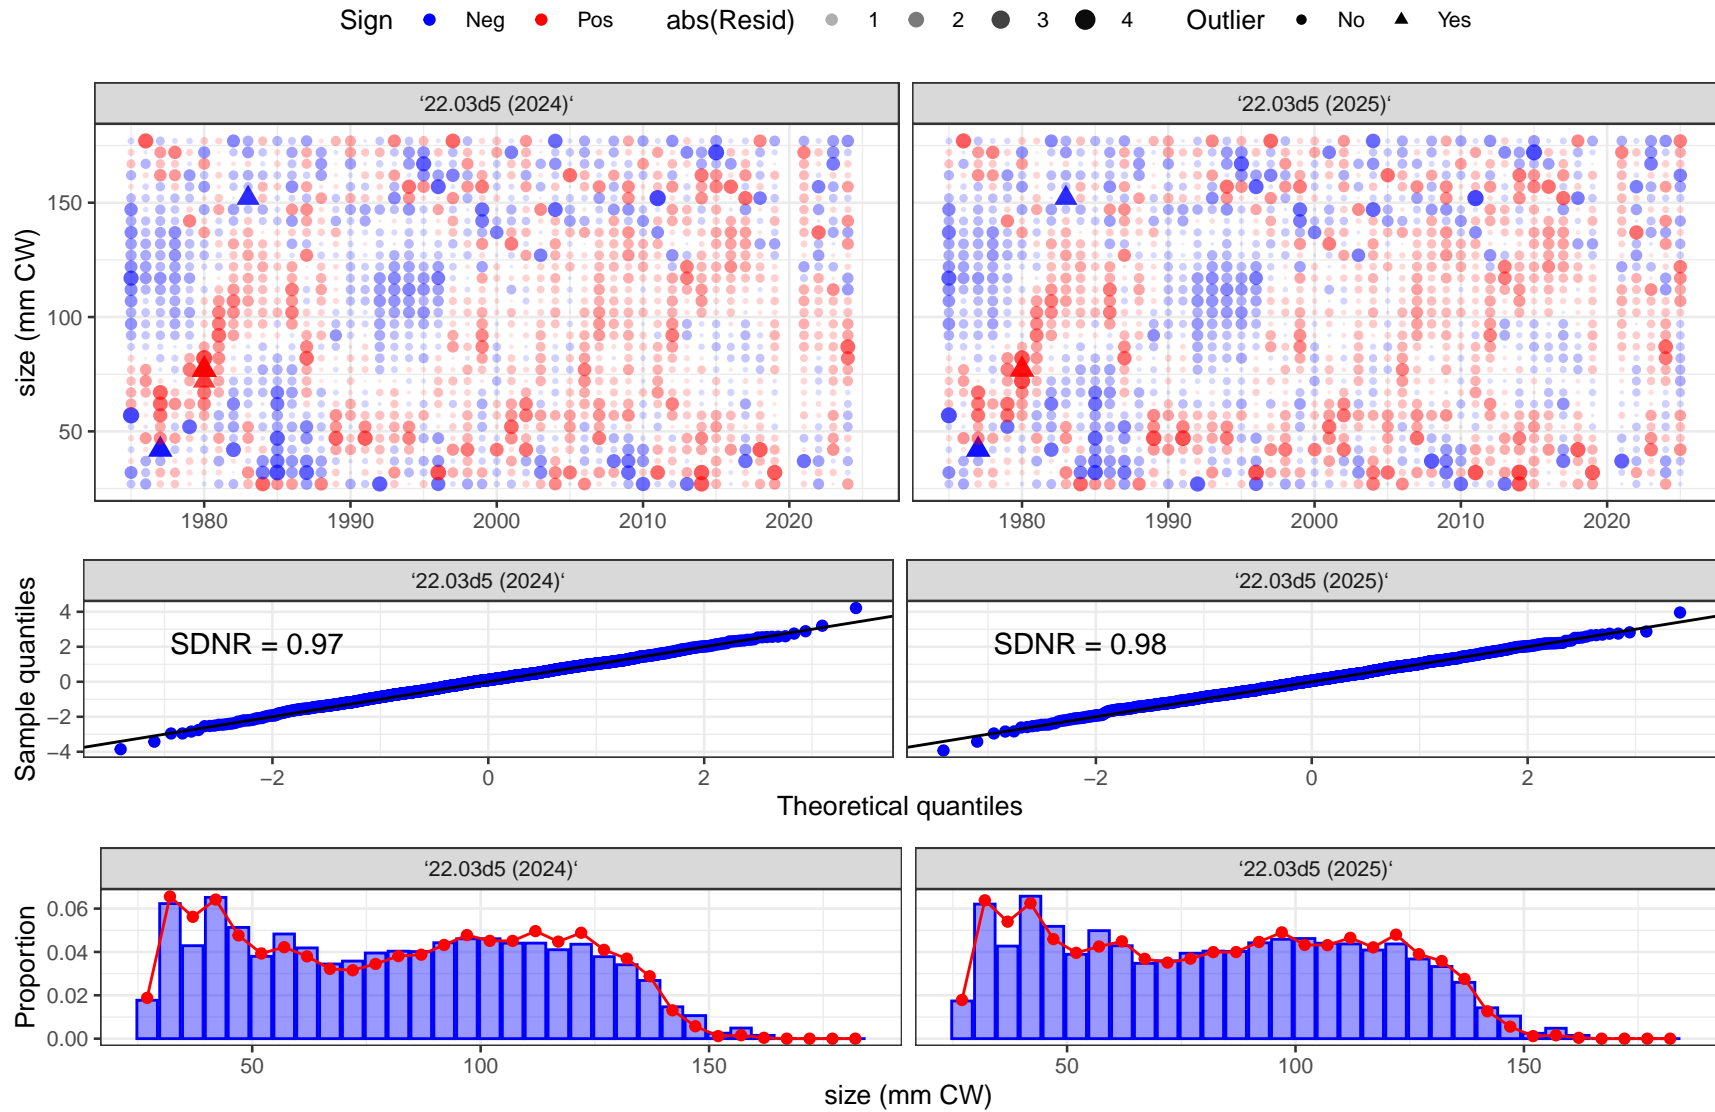 Sign Neg Pos abs(Resid) 1 2 3 4 Outlier No Yes
‘22.03d5 (2024)‘ ‘22.03d5 (2025)‘
size (mm CW)
150
100
50
1980 1990 2000 2010 2020 1980 1990 2000 2010 2020
‘22.03d5 (2024)‘ ‘22.03d5 (2025)‘
Sample quantiles
4
2
0
−2
−4
SDNR = 0.97 SDNR = 0.98
−2 0 2 −2 0 2
Theoretical quantiles
‘22.03d5 (2024)‘ ‘22.03d5 (2025)‘
Proportion
0.06
0.04
0.02
0.00
50 100 150 50 100 150
size (mm CW)